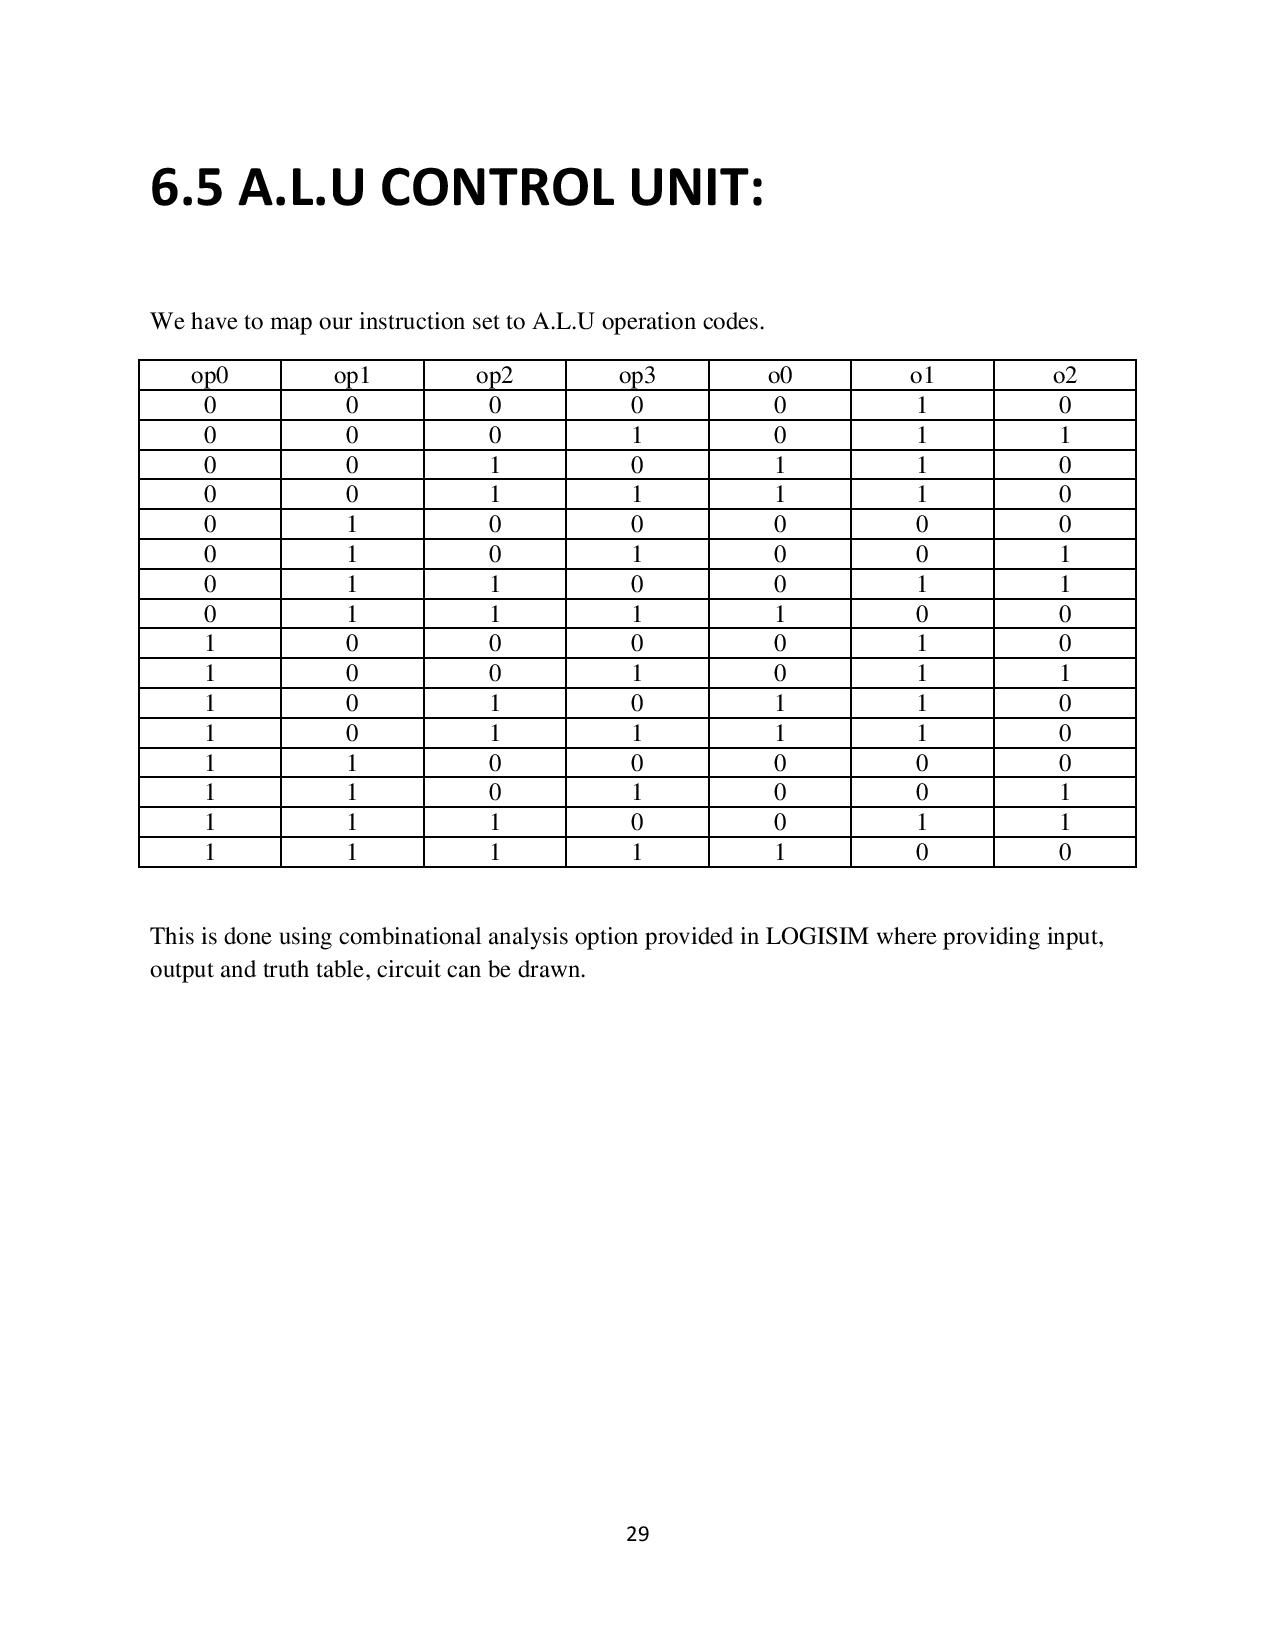 6.5 A.L.U CONTROL UNIT:
We have to map our instruction set to A.L.U operation codes.
op0 op1 op2 op3 o0 o1 o2
0 0 0 0 0 1 0
0 0 0 1 0 1 1
0 0 1 0 1 1 0
0 0 1 1 1 1 0
0 1 0 0 0 0 0
0 1 0 1 0 0 1
0 1 1 0 0 1 1
0 1 1 1 1 0 0
1 0 0 0 0 1 0
1 0 0 1 0 1 1
1 0 1 0 1 1 0
1 0 1 1 1 1 0
1 1 0 0 0 0 0
1 1 0 1 0 0 1
1 1 1 0 0 1 1
1 1 1 1 1 0 0
This is done using combinational analysis option provided in LOGISIM where providing input,
output and truth table, circuit can be drawn.
29